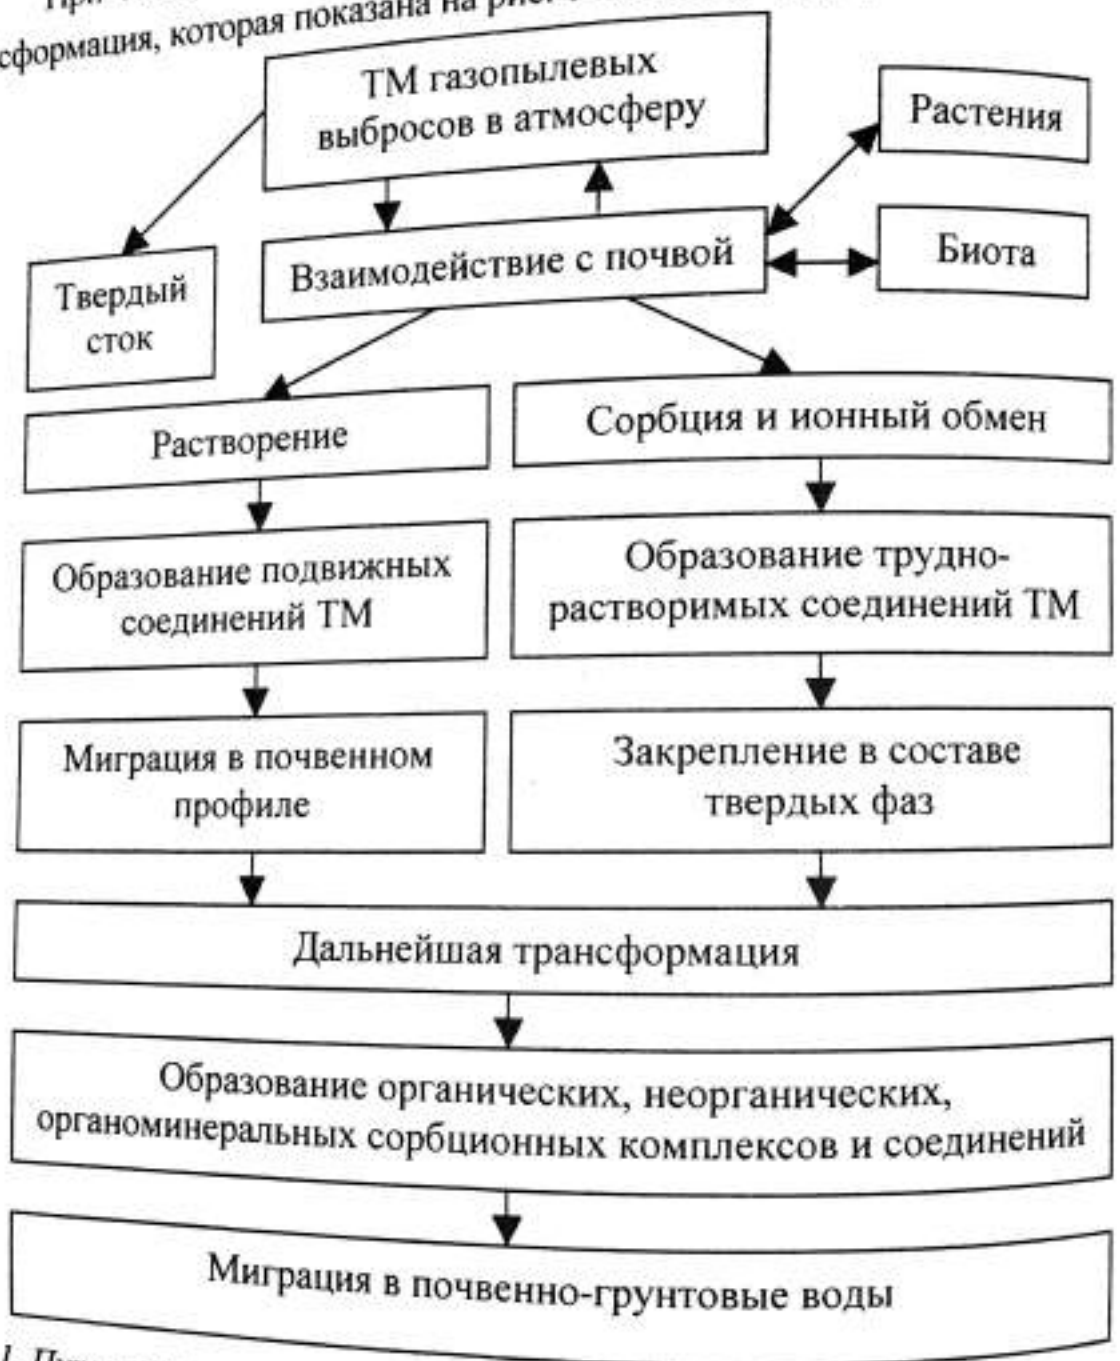 сформация, которая показана на рис.
ТМ газопылевых
выбросов в атмосферу
Растения
Взаимодействие с почвой
Биота
Твердый
сток
Растворение
Сорбция и ионный обмен
Образование подвижных
соединений ТМ
Образование трудно-
растворимых соединений ТМ
Миграция в почвенном
профиле
Закрепление в составе
твердых фаз
Дальнейшая трансформация
Образование органических, неорганических,
органоминеральных сорбционных комплексов и соединений
Миграция в почвенно-грунтовые воды